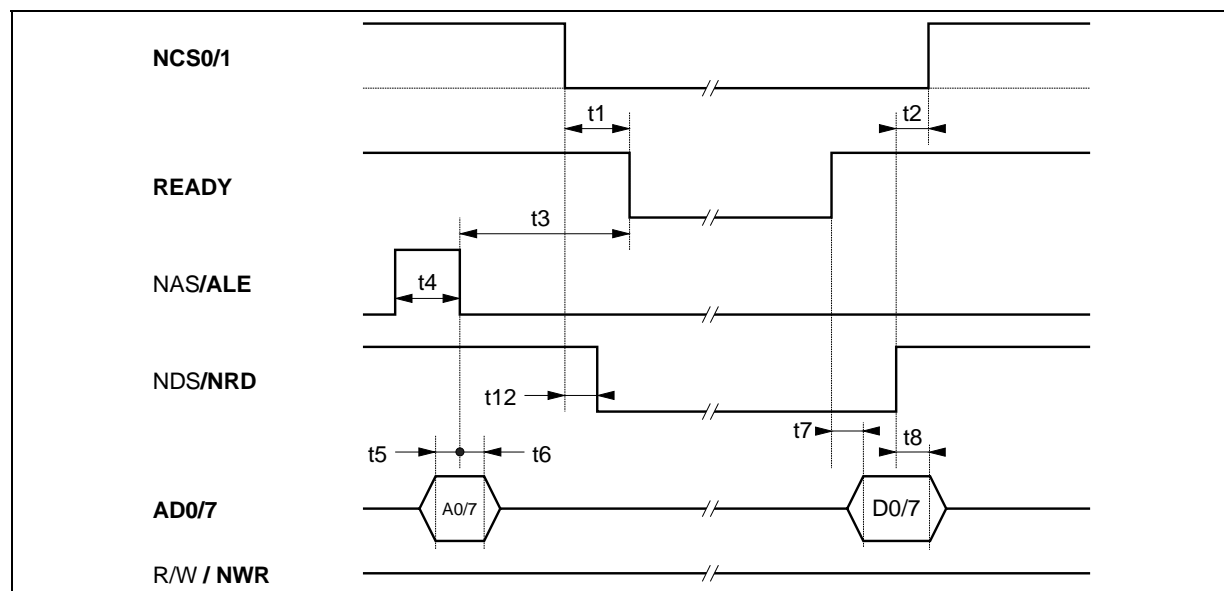 NCS0/1
t1
t2
READY
t3
NAS/ALE
t4
NDS/NRD
t12
t7
t8
t5
t6
AD0/7
A0/7
D0/7
R/W / NWR